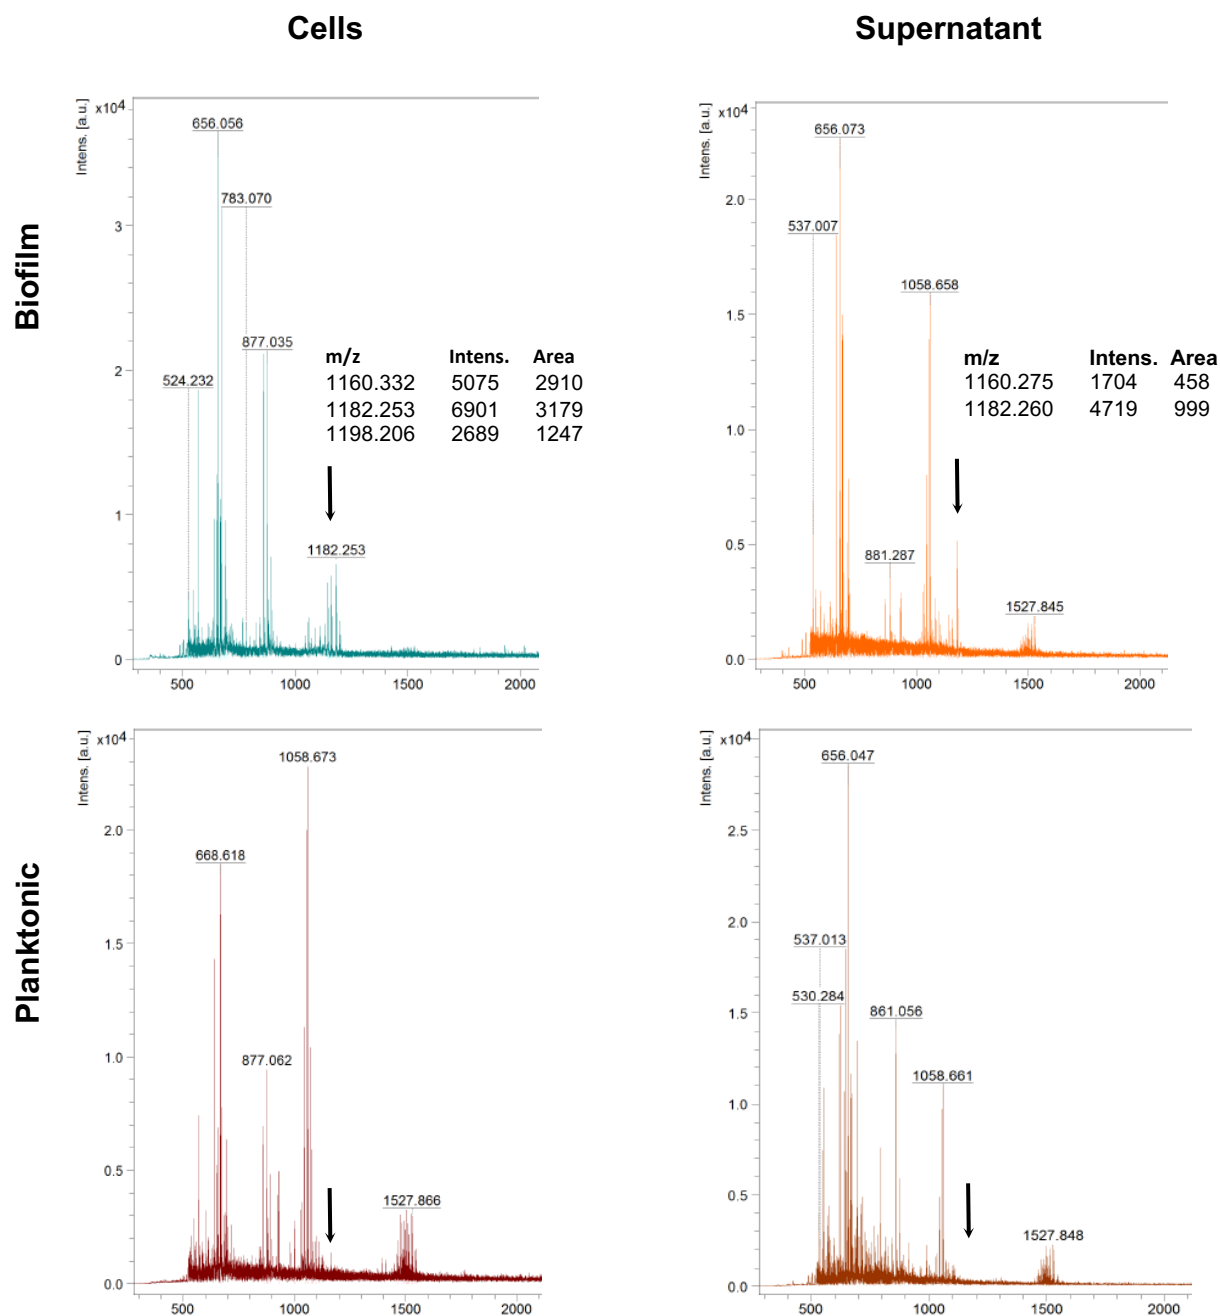 Cells
Supernatant
Biofilm
Planktonic
Intens. [a.u.]
x10⁴
656.056
783.070
877.035
524.232
1182.253
3
2
1
0
500
1000
1500
2000
m/z Intens. Area
1160.332 5075 2910
1182.253 6901 3179
1198.206 2689 1247
Intens. [a.u.]
x10⁴
656.073
537.007
1058.658
881.287
1527.845
2.0
1.5
1.0
0.5
0.0
500
1000
1500
2000
m/z Intens. Area
1160.275 1704 458
1182.260 4719 999
Intens. [a.u.]
x10⁴
1058.673
668.618
877.062
1527.866
2.0
1.5
1.0
0.5
0.0
500
1000
1500
2000
Intens. [a.u.]
x10⁴
656.047
537.013
530.284
861.056
1058.661
1527.848
2.5
2.0
1.5
1.0
0.5
0.0
500
1000
1500
2000